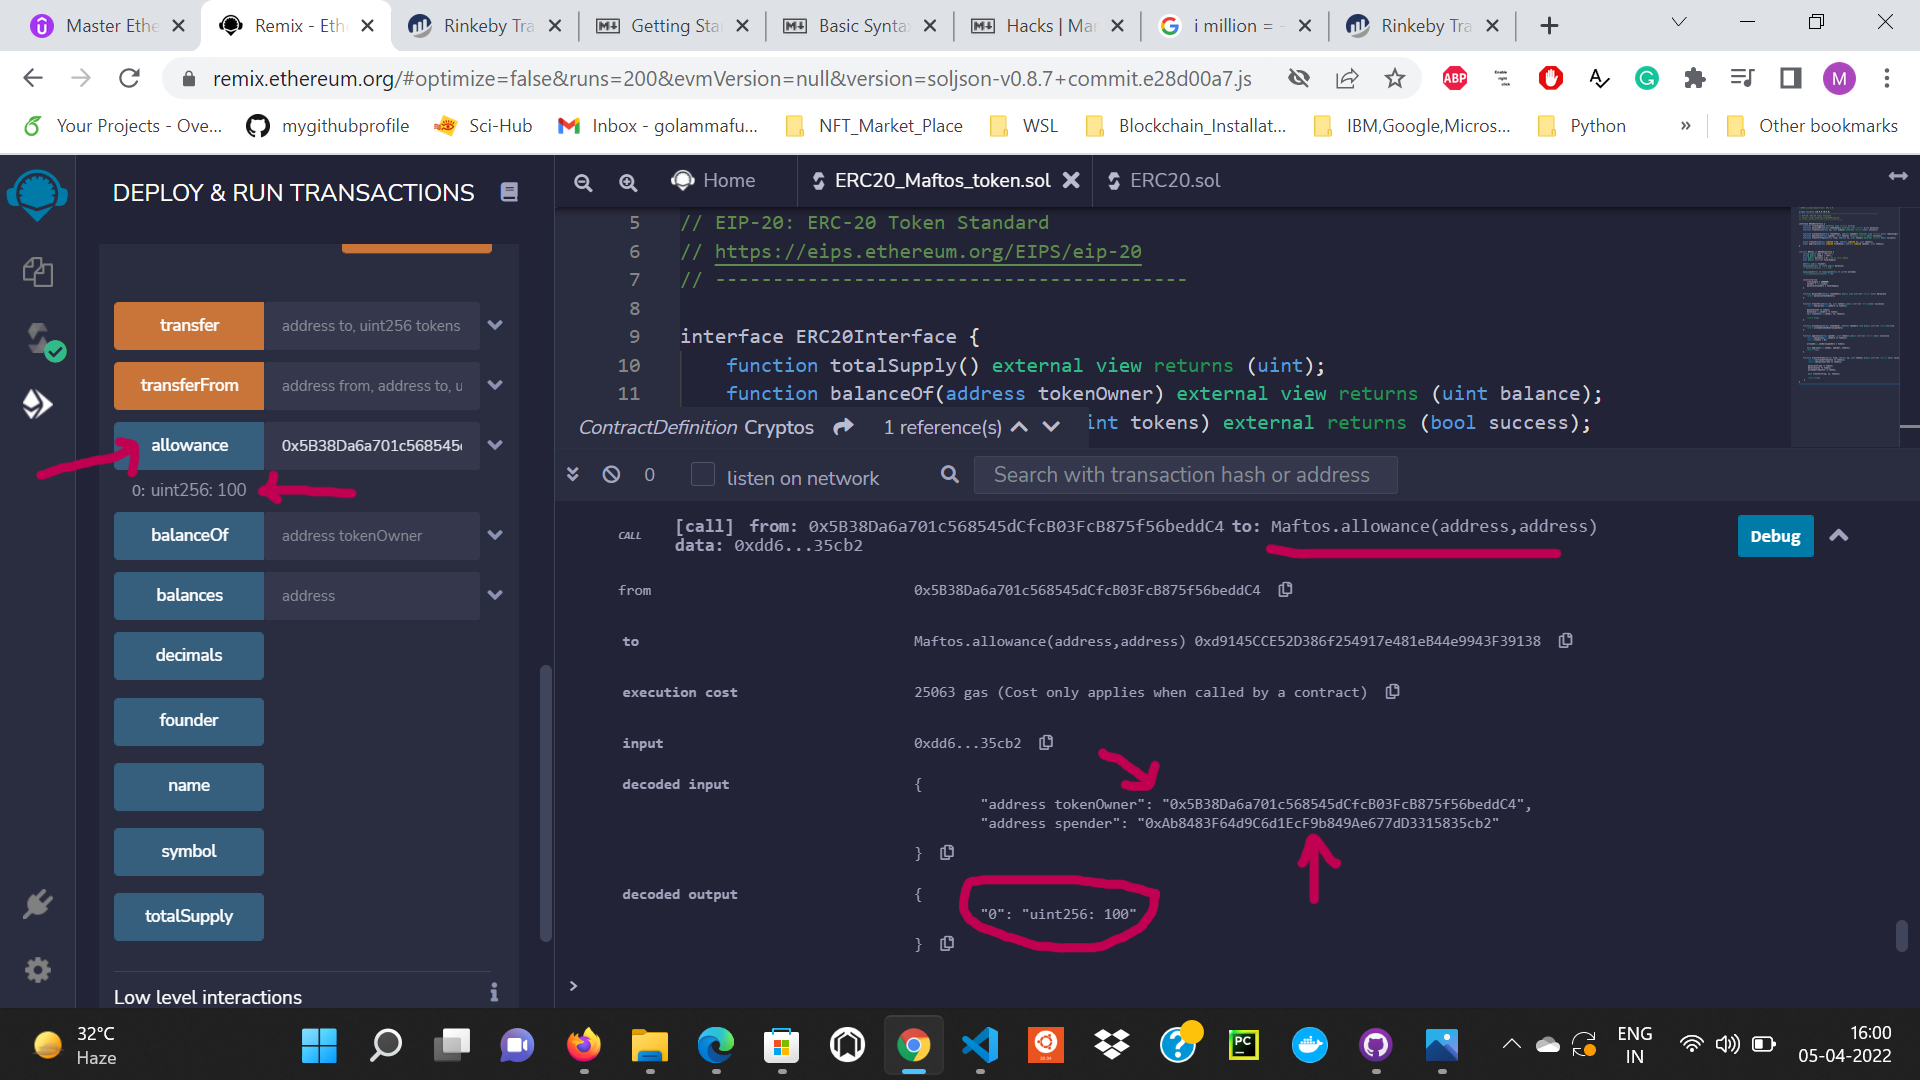 Master Ethe
Remix - Eth
Rinkeby Tra
Getting Sta
Basic Synta
Hacks | Mar
i million = -
Rinkeby Tra
remix.ethereum.org/#optimize=false&runs=200&evmVersion=null&version=soljson-v0.8.7+commit.e28d00a7.js
ABP
M
Your Projects - Ove...
mygithubprofile
Sci-Hub
Inbox - golammafu...
NFT_Market_Place
WSL
Blockchain_Installat...
IBM,Google,Micros...
Python
»
Other bookmarks
DEPLOY & RUN TRANSACTIONS
transfer
address to, uint256 tokens
transferFrom
address from, address to, u
allowance
0x5B38Da6a701c568545
0: uint256: 100
balanceOf
address tokenOwner
balances
address
decimals
founder
name
symbol
totalSupply
Low level interactions
i
Home
ERC20_Maftos_token.sol
ERC20.sol
5 // EIP-20: ERC-20 Token Standard
6 // https://eips.ethereum.org/EIPS/eip-20
7 // -----------------------------------------
8
9 interface ERC20Interface {
10 function totalSupply() external view returns (uint);
11 function balanceOf(address tokenOwner) external view returns (uint balance);
int tokens) external returns (bool success);
ContractDefinition Cryptos
1 reference(s)
0
listen on network
Search with transaction hash or address
CALL
[call] from: 0x5B38Da6a701c568545dCfcB03FcB875f56beddC4 to: Maftos.allowance(address,address)
data: 0xdd6...35cb2
Debug
from 0x5B38Da6a701c568545dCfcB03FcB875f56beddC4
to Maftos.allowance(address,address) 0xd9145CCE52D386f254917e481eB44e9943F39138
execution cost 25063 gas (Cost only applies when called by a contract)
input 0xdd6...35cb2
decoded input {
"address tokenOwner": "0x5B38Da6a701c568545dCfcB03FcB875f56beddC4",
"address spender": "0xAb8483F64d9C6d1EcF9b849Ae677dD3315835cb2"
}
decoded output {
"0": "uint256: 100"
}
>
32°C
Haze
PC
ENG
IN
16:00
05-04-2022